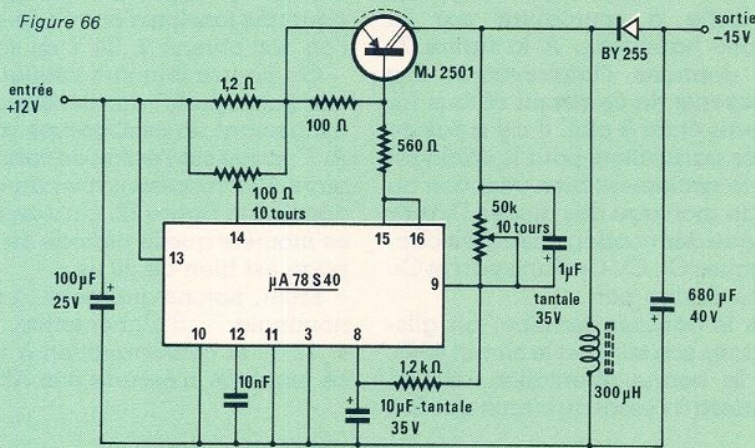 Figure 66
sortie
-15V
BY 255
MJ 2501
entrée
+12V
1,2 Ω
100 Ω
560 Ω
100 Ω
10 tours
50k
10 tours
1µF
tantale
35V
14
15
16
13
µA 78 S 40
9
100µF
25V
680 µF
40V
10
12
11
3
8
10nF
1,2 kΩ
10µF-tantale
35V
300µH